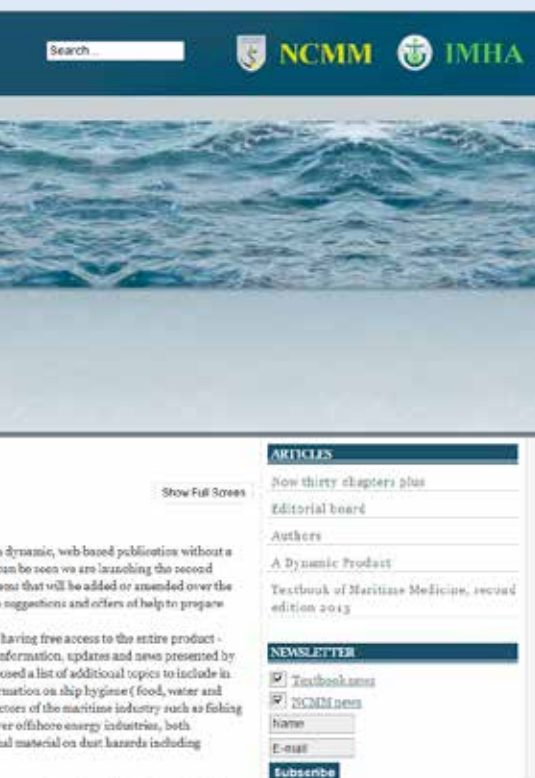 Search...
NCMM
IMHA
ARTICLES
Now thirty chapters plus
Editorial board
Authors
A Dynamic Product
Textbook of Maritime Medicine, second
edition 2013
Show Full Screen
dynamic, web based publication without a
can be seen we are launching the second
that will be added or amended over the
suggestions and offers of help to prepare
having free access to the entire product -
information, updates and news presented by
a list of additional topics to include in
on ship hygiene ( food, water and
sectors of the maritime industry such as fishing
offshore energy industries, both
material on dust hazards including
NEWSLETTER
Textbook news
NCMM news
Name
E-mail
Subscribe